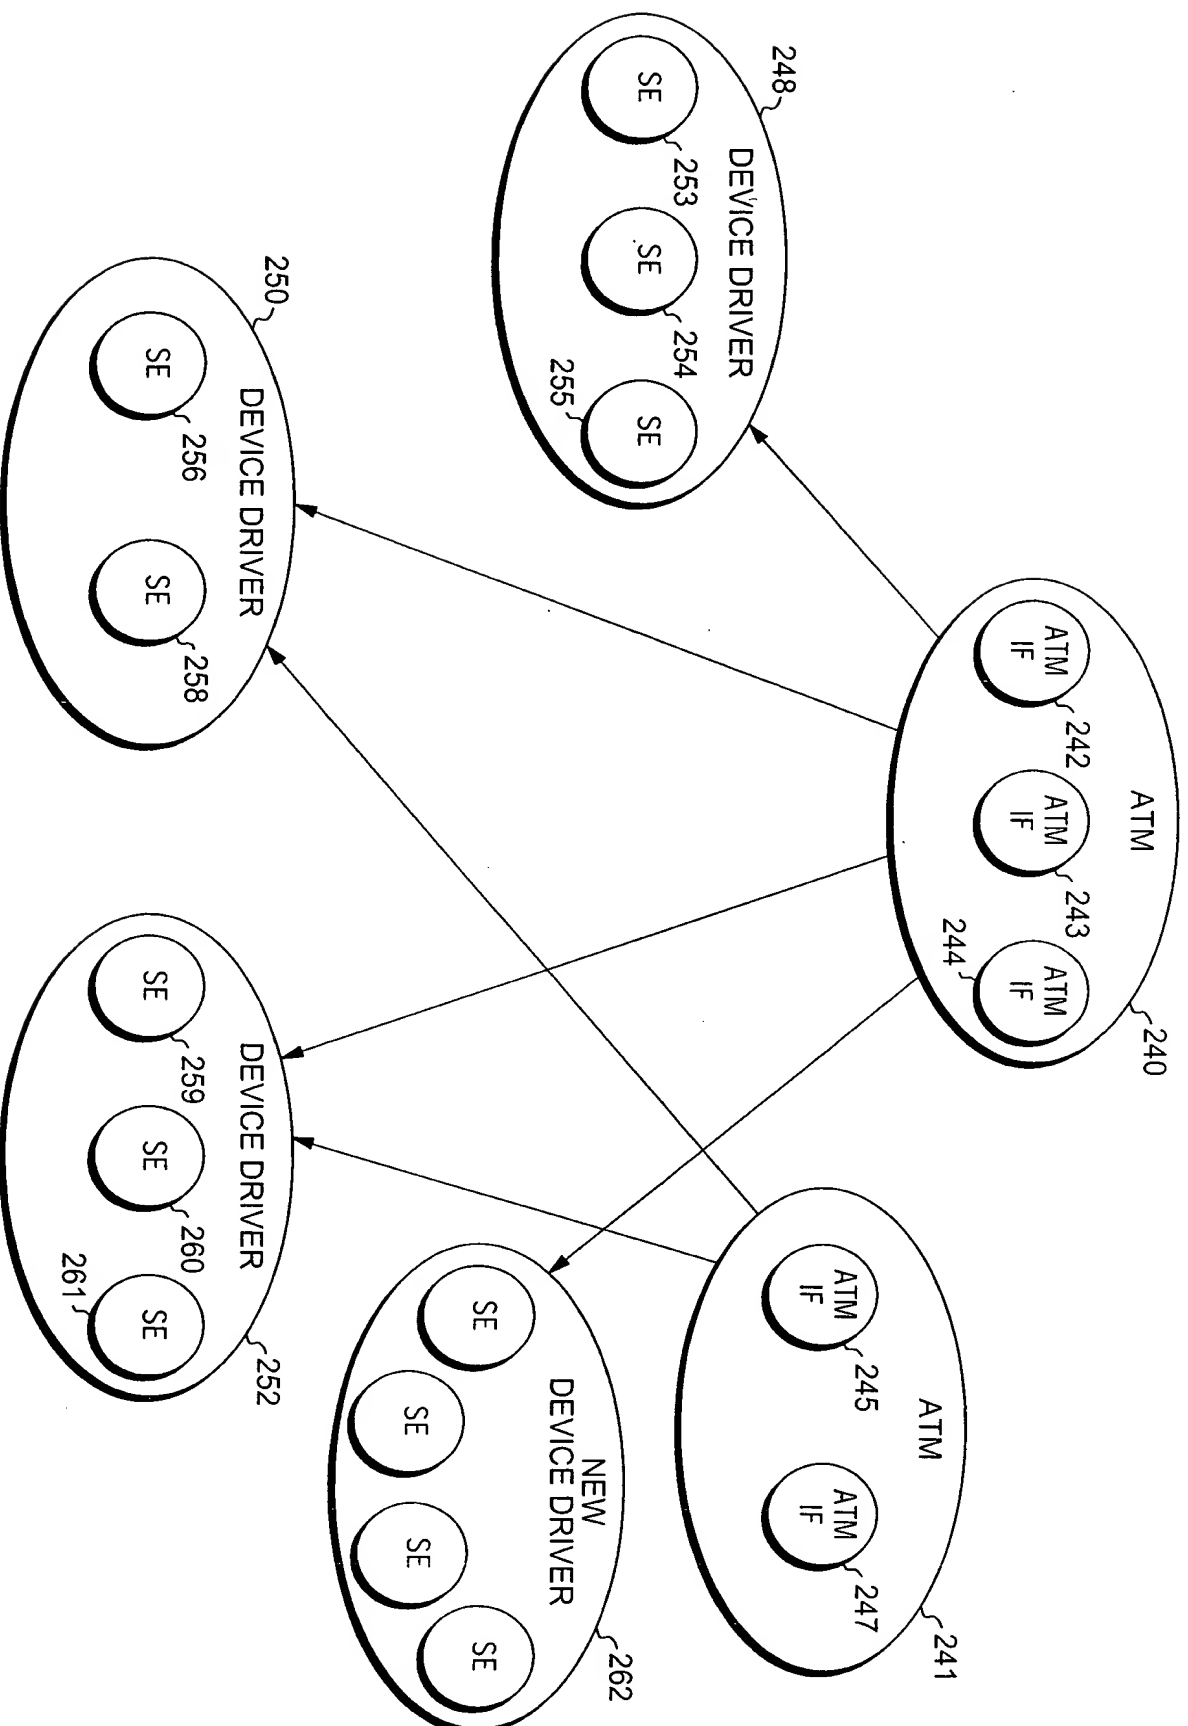 ATM
240
ATM
IF
242
ATM
IF
243
ATM
IF
244
248
DEVICE DRIVER
SE
253
SE
254
SE
255
ATM
241
ATM
IF
245
ATM
IF
247
250
DEVICE DRIVER
SE
256
SE
258
DEVICE DRIVER
252
SE
259
SE
260
SE
261
NEW
DEVICE DRIVER
262
SE
SE
SE
SE